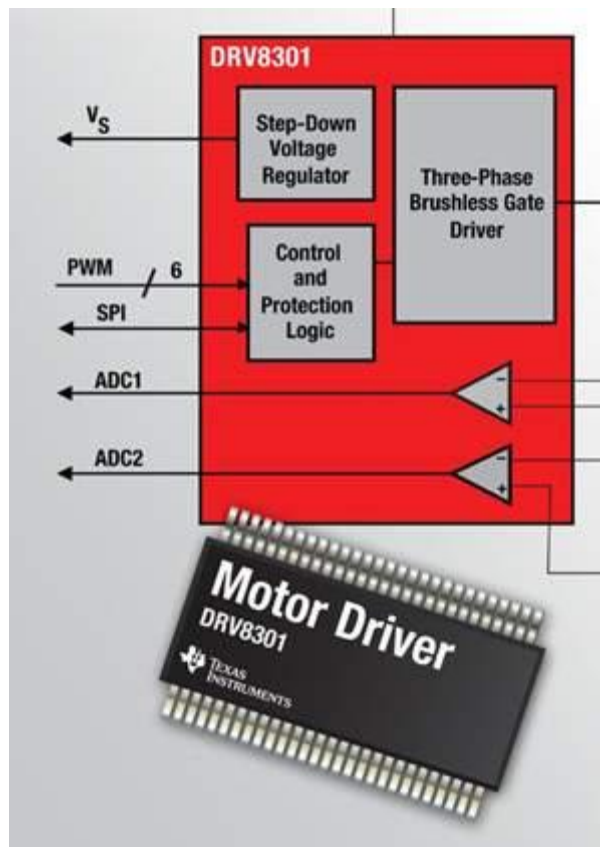 DRV8301
VS
Step-Down
Voltage
Regulator
Three-Phase
Brushless Gate
Driver
PWM
6
Control
and
Protection
Logic
SPI
ADC1
-
+
ADC2
-
+
Motor Driver
DRV8301
TEXAS
INSTRUMENTS